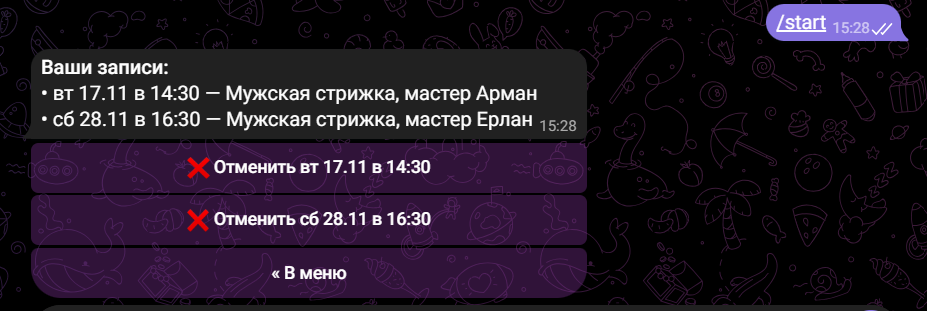 /start 15:28
Ваши записи:
• вт 17.11 в 14:30 — Мужская стрижка, мастер Арман
• сб 28.11 в 16:30 — Мужская стрижка, мастер Ерлан 15:28
❌ Отменить вт 17.11 в 14:30
❌ Отменить сб 28.11 в 16:30
« В меню